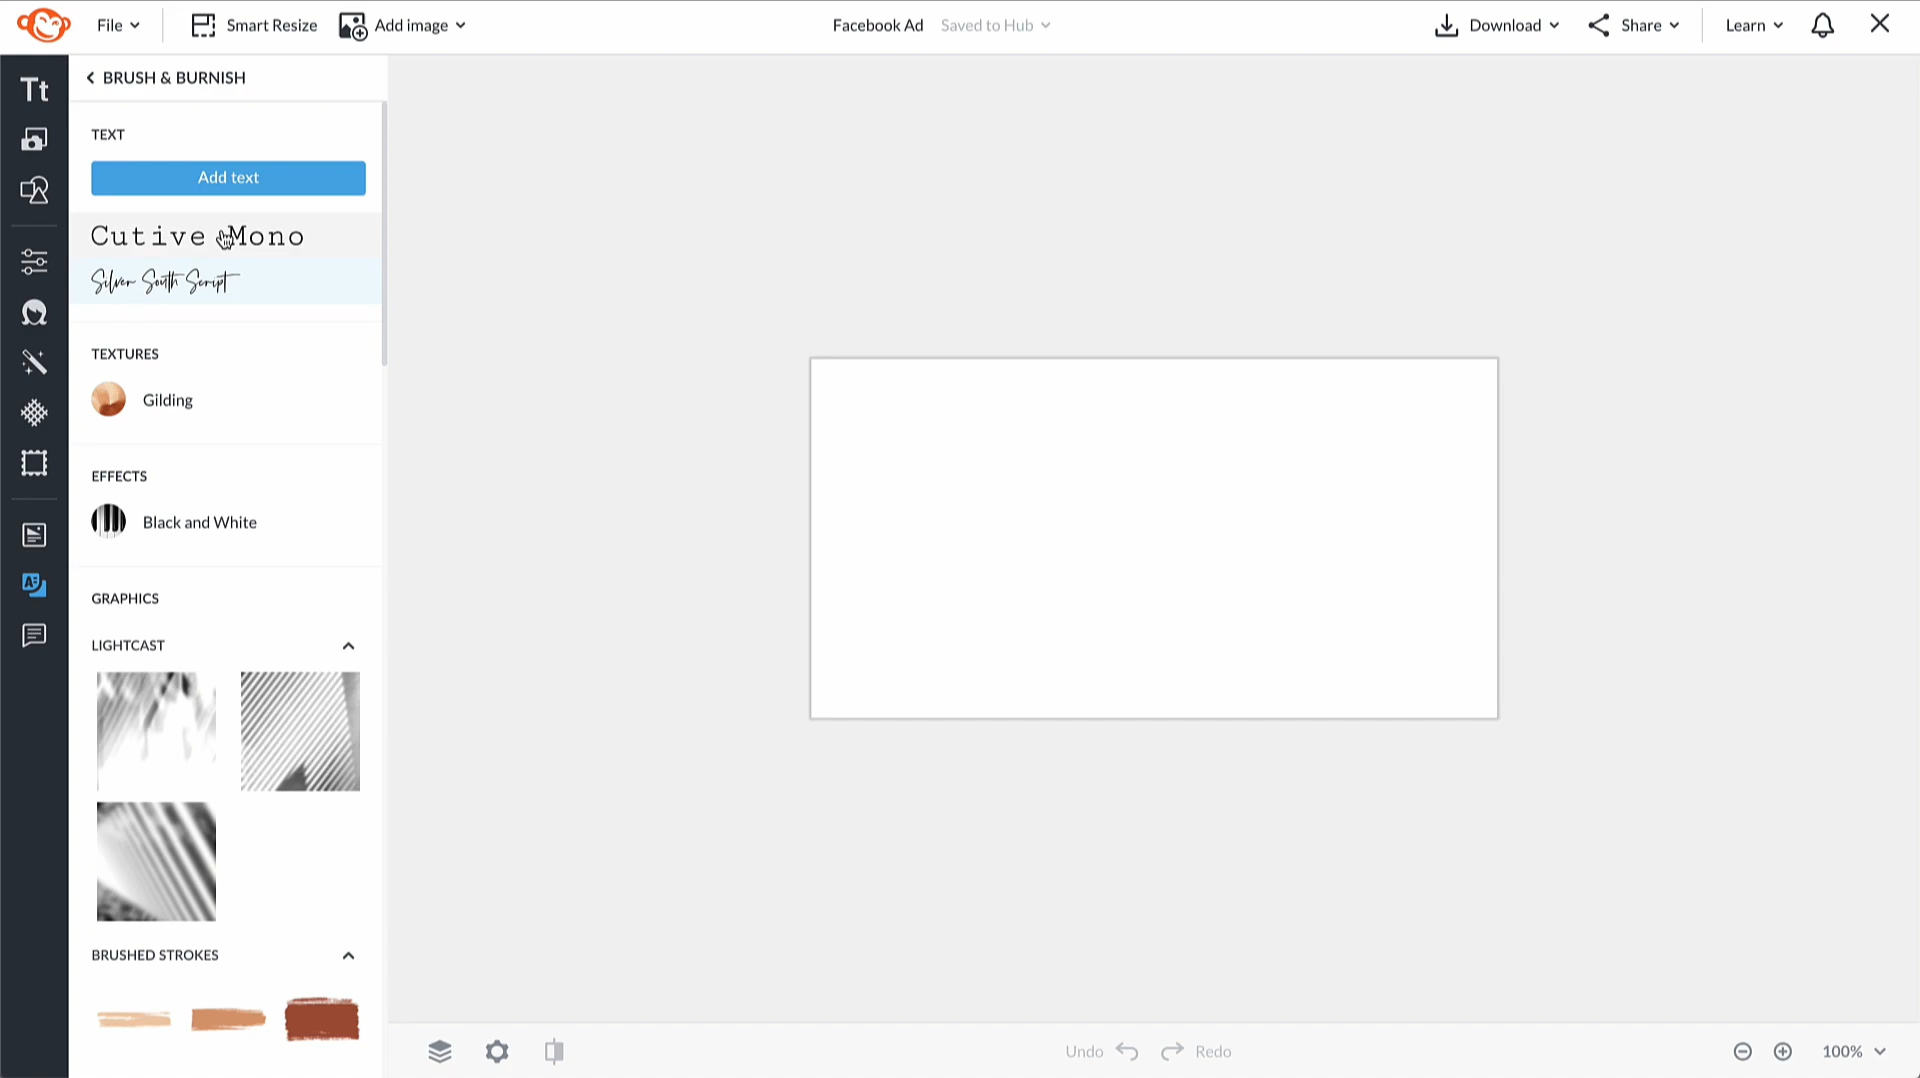 File
Smart Resize
Add image
Facebook Ad
Saved to Hub
Download
Share
Learn
Tt
BRUSH & BURNISH
TEXT
Add text
Cutive Mono
Silver South Script
TEXTURES
Gilding
EFFECTS
Black and White
GRAPHICS
LIGHTCAST
BRUSHED STROKES
Undo
Redo
100%